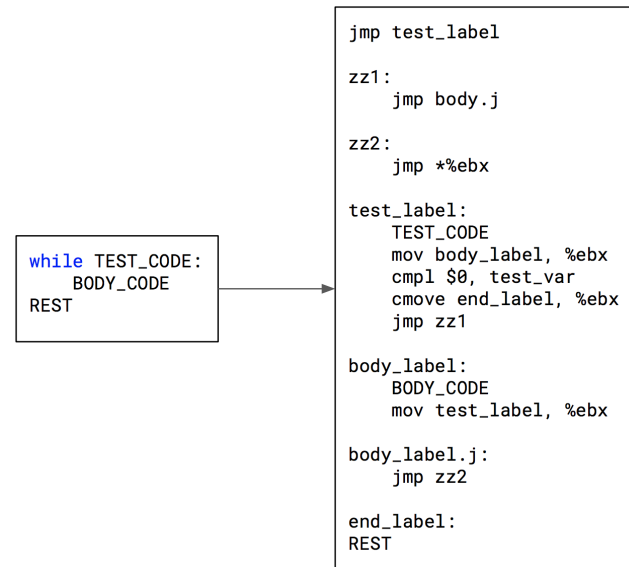 while TEST_CODE:
    BODY_CODE
REST
jmp test_label
zz1:
    jmp body.j
zz2:
    jmp *%ebx
test_label:
    TEST_CODE
    mov body_label, %ebx
    cmpl $0, test_var
    cmove end_label, %ebx
    jmp zz1
body_label:
    BODY_CODE
    mov test_label, %ebx
body_label.j:
    jmp zz2
end_label:
REST